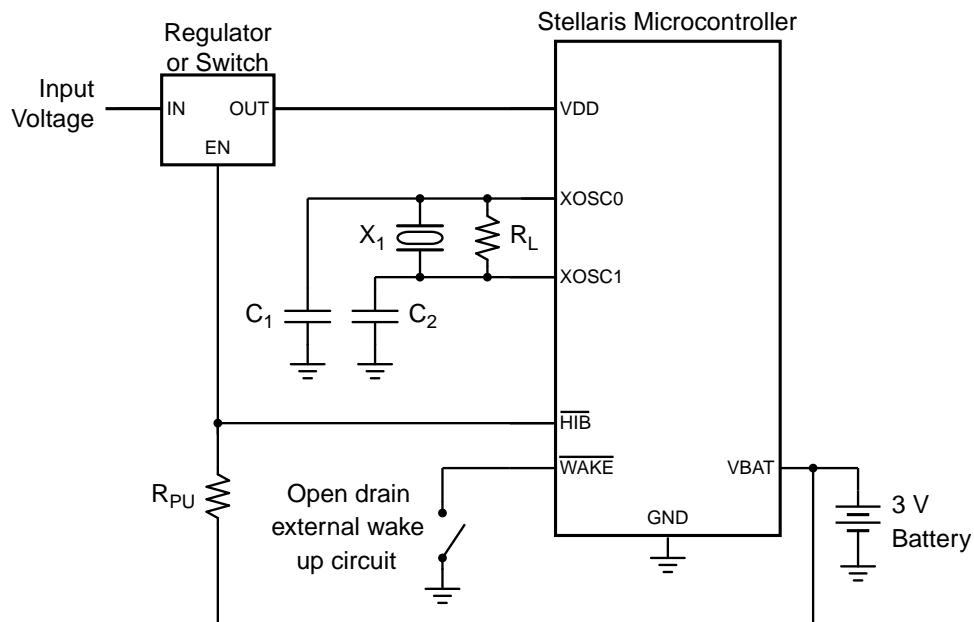 Stellaris Microcontroller
Regulator
or Switch
Input
Voltage
IN
OUT
EN
VDD
XOSC0
X1
RL
XOSC1
C1
C2
HIB
WAKE
VBAT
RPU
Open drain
external wake
up circuit
GND
3 V
Battery